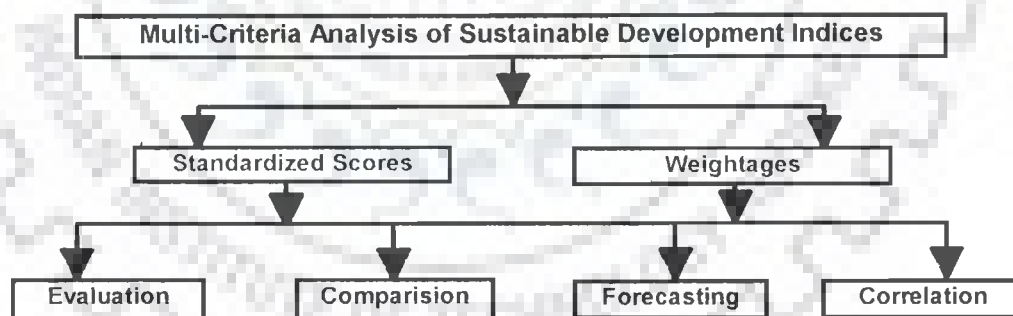 Multi-Criteria Analysis of Sustainable Development Indices
Standardized Scores
Weightages
Evaluation
Comparision
Forecasting
Correlation